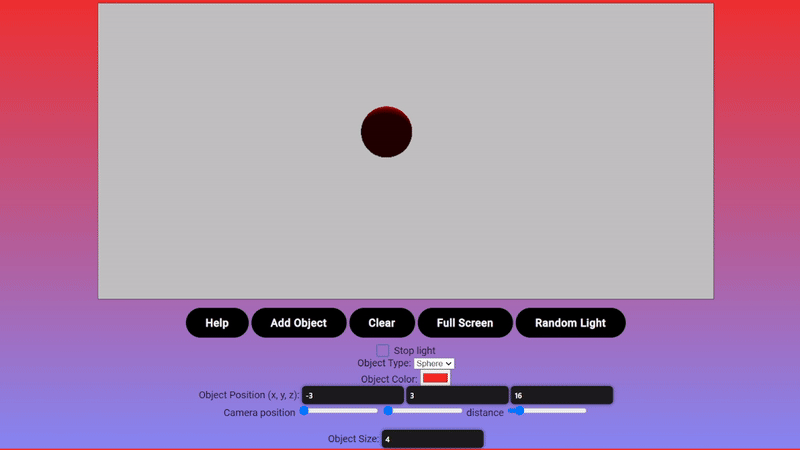 Help Add Object Clear Full Screen Random Light
Stop light
Object Type: Sphere
Object Color:
Object Position (x, y, z): -3 3 16
Camera position distance
Object Size: 4